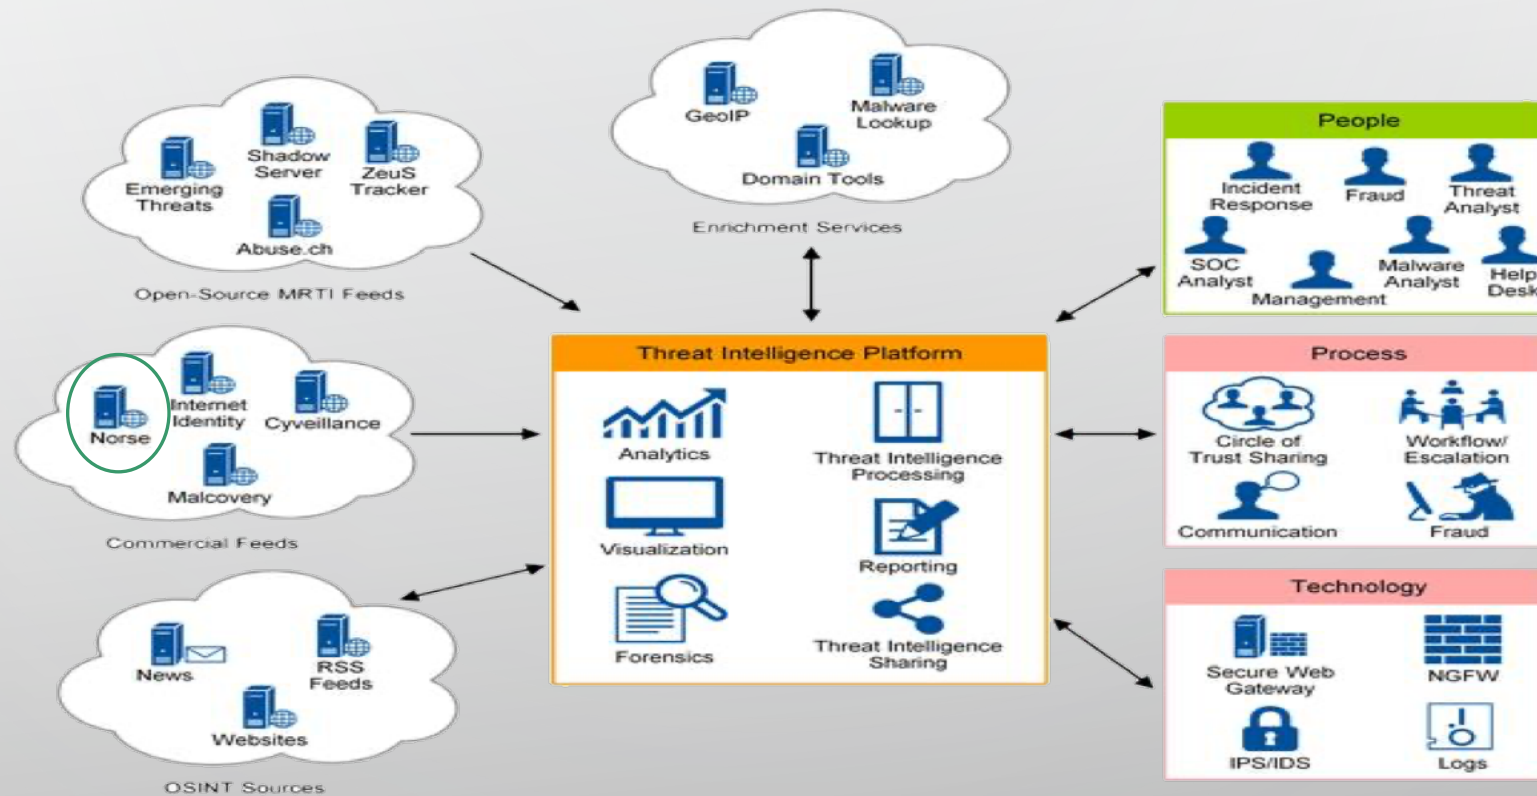 GeoIP
Malware
Lookup
Domain Tools
Enrichment Services
Emerging
Threats
Shadow
Server
ZeuS
Tracker
Abuse.ch
Open-Source MRTI Feeds
Norse
Internet
Identity
Cyveillance
Malcovery
Commercial Feeds
News
RSS
Feeds
Websites
OSINT Sources
Threat Intelligence Platform
Analytics
Threat Intelligence
Processing
Visualization
Reporting
Forensics
Threat Intelligence
Sharing
People
Incident
Response
Fraud
Threat
Analyst
SOC
Analyst
Management
Malware
Analyst
Help
Desk
Process
Circle of
Trust Sharing
Workflow/
Escalation
Communication
Fraud
Technology
Secure Web
Gateway
NGFW
IPS/IDS
Logs